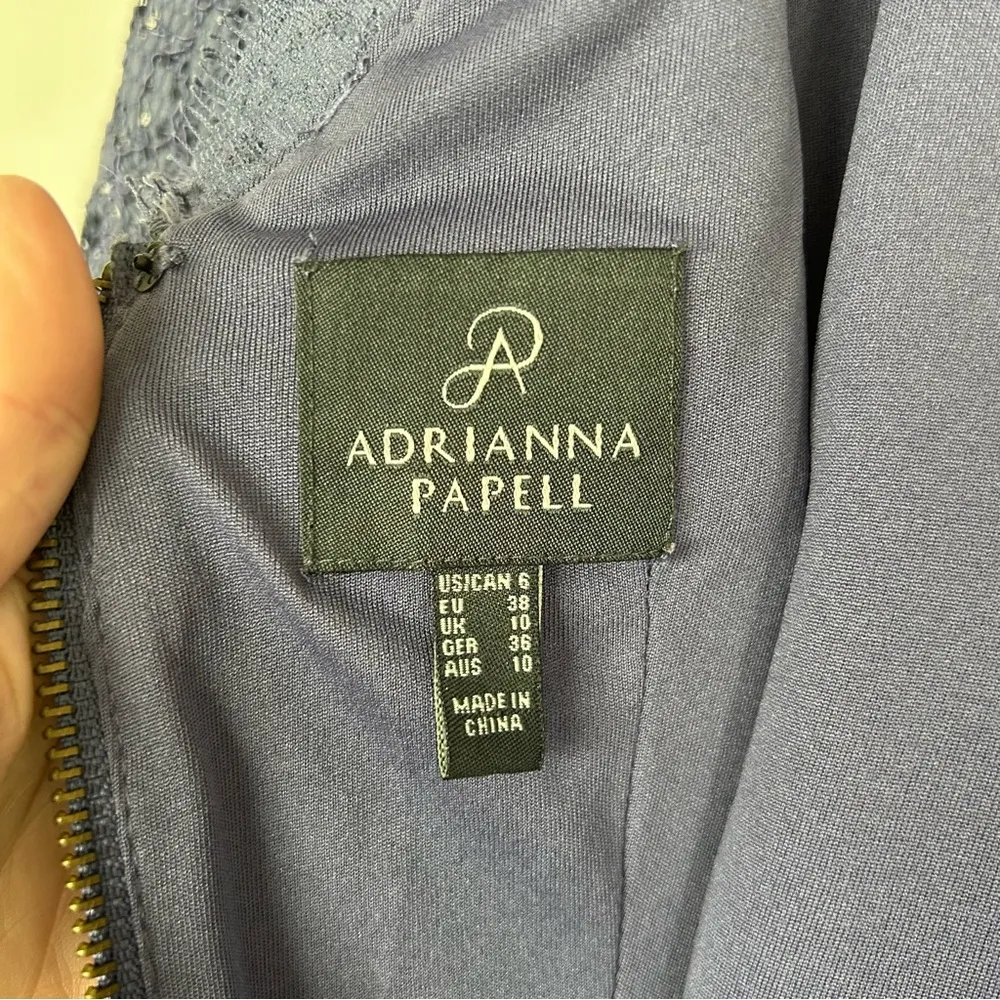 AP
ADRIANNA
PAPELL
US|CAN 6
EU 38
UK 10
GER 36
AUS 10
MADE IN
CHINA